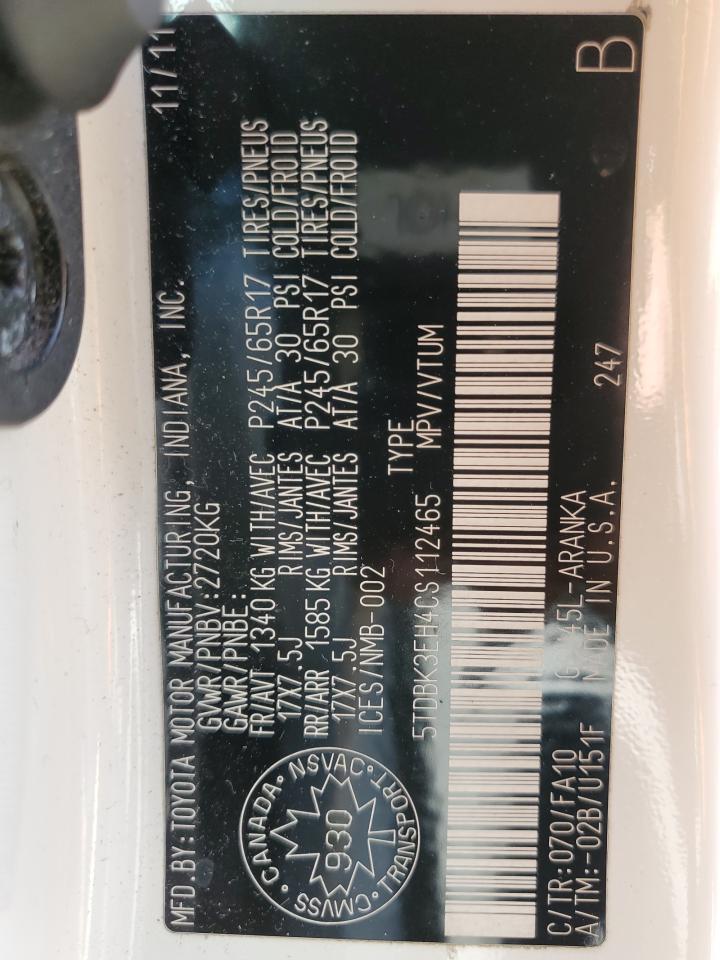 MFD.BY:TOYOTA MOTOR MANUFACTURING, INDIANA, INC. 11/11
GVWR/PNBV:2720KG
GAWR/PNBE:
FR/AVT 1340 KG WITH/AVEC P245/65R17 TIRES/PNEUS
17X7.5J RIMS/JANTES AT/A 30 PSI COLD/FROID
RR/ARR 1585 KG WITH/AVEC P245/65R17 TIRES/PNEUS
17X7.5J RIMS/JANTES AT/A 30 PSI COLD/FROID
ICES/NMB-002
TYPE
5TDBK3EH4CS112465 MPV/VTUM
CANADA • NSVAC • TRANSPORT • CMVSS
930
C/TR:070/FA10 45L-ARANKA 247 B
A/TM:-02B/U151F MADE IN U.S.A.